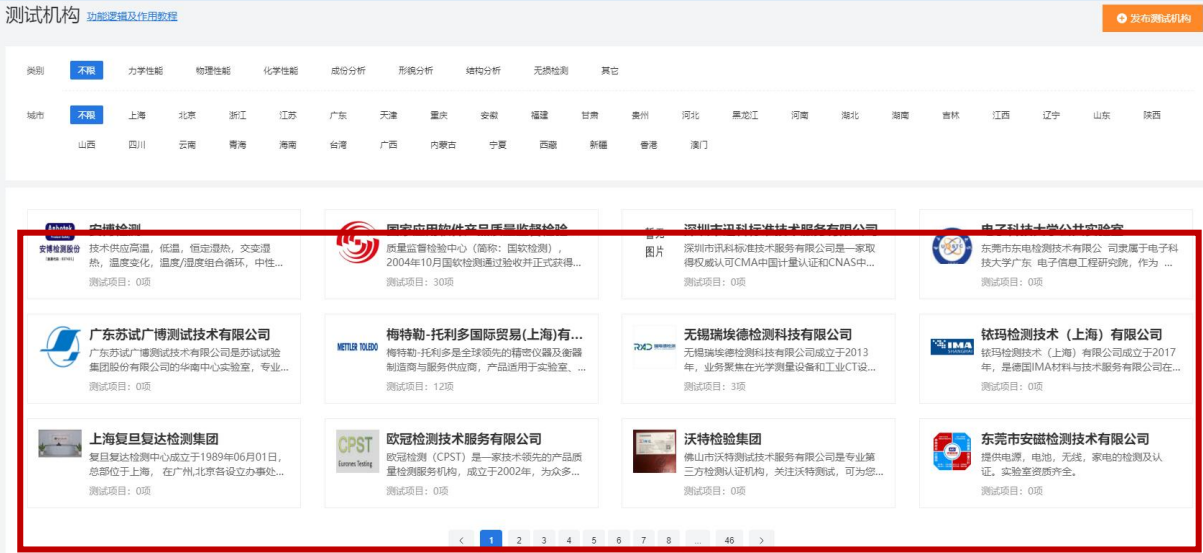 测试机构 功能逻辑及作用教程
发布测试机构
类别 不限 力学性能 物理性能 化学性能 成份分析 形貌分析 结构分析 无损检测 其它
城市 不限 上海 北京 浙江 江苏 广东 天津 重庆 安徽 福建 甘肃 贵州 河北 黑龙江 河南 湖北 湖南 吉林 江西 辽宁 山东 陕西
山西 四川 云南 青海 海南 台湾 广西 内蒙古 宁夏 西藏 新疆 香港 澳门
安博检测
安博检测股份
技术供应高温,低温,恒定湿热,交变湿
热,温度变化,温度/湿度组合循环,中性...
测试项目:0项
国家应用软件产品质量监督检验...
质量监督检验中心(简称:国软检测),
2004年10月国软检测通过验收并正式获得...
测试项目:30项
暂无
图片
深圳市讯科标准技术服务有限公司
深圳市讯科标准技术服务有限公司是一家取
得权威认可CMA中国计量认证和CNAS中...
测试项目:0项
电子科技大学公共实验室
东莞市东电检测技术有限公 司隶属于电子科
技大学广东 电子信息工程研究院,作为 ...
测试项目:0项
广东苏试广博测试技术有限公司
广东苏试广博测试技术有限公司是苏试试验
集团股份有限公司的华南中心实验室,专业...
测试项目:0项
METTLER TOLEDO
梅特勒-托利多国际贸易(上海)有...
梅特勒-托利多是全球领先的精密仪器及衡器
制造商与服务供应商,产品适用于实验室、...
测试项目:12项
无锡瑞埃德检测科技有限公司
无锡瑞埃德检测科技有限公司成立于2013
年,业务聚焦在光学测量设备和工业CT设...
测试项目:3项
IMA
SHANGHAI
铱玛检测技术(上海)有限公司
铱玛检测技术(上海)有限公司成立于2017
年,是德国IMA材料与技术服务有限公司在...
测试项目:0项
上海复旦复达检测集团
复旦复达检测中心成立于1989年06月01日,
总部位于上海, 在广州,北京各设立办事处...
测试项目:0项
CPST
Eurones Testing
欧冠检测技术服务有限公司
欧冠检测(CPST)是一家技术领先的产品质
量检测服务机构,成立于2002年,为众多...
测试项目:0项
沃特检验集团
佛山市沃特测试技术服务有限公司是专业第
三方检测认证机构,关注沃特测试,可为您...
测试项目:0项
东莞市安磁检测技术有限公司
提供电源,电池,无线,家电的检测及认
证。实验室资质齐全。
测试项目:0项
< 1 2 3 4 5 6 7 8 ... 46 >